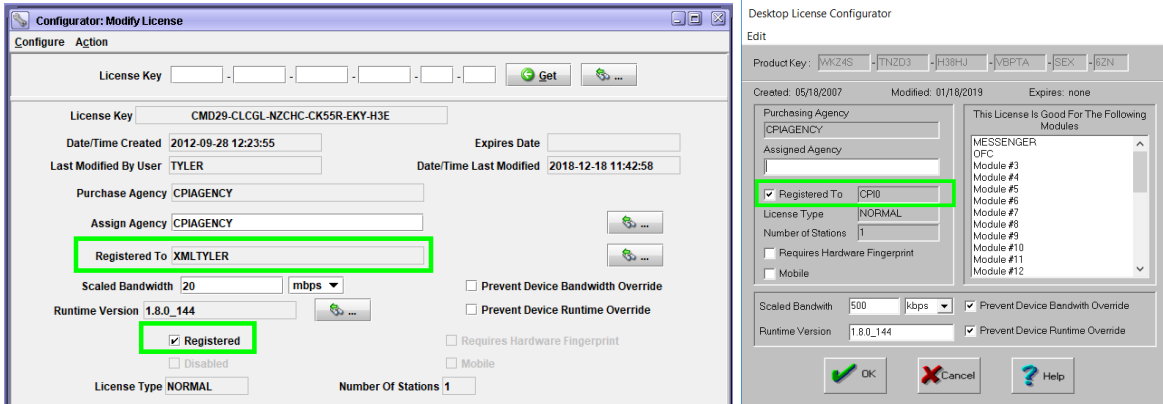 Configurator: Modify License
Configure Action
License Key - - - - - Get ...
License Key CMD29-CLCGL-NZCHC-CK55R-EKY-H3E
Date/Time Created 2012-09-28 12:23:55 Expires Date
Last Modified By User TYLER Date/Time Last Modified 2018-12-18 11:42:58
Purchase Agency CPIAGENCY
Assign Agency CPIAGENCY ...
Registered To XMLTYLER ...
Scaled Bandwidth 20 mbps Prevent Device Bandwidth Override
Runtime Version 1.8.0_144 ... Prevent Device Runtime Override
Registered Requires Hardware Fingerprint
Disabled Mobile
License Type NORMAL Number Of Stations 1
Desktop License Configurator
Edit
Product Key: WKZ4S - TNZD3 - H38HJ - VBPTA - SEX - 6ZN
Created: 05/18/2007 Modified: 01/18/2019 Expires: none
Purchasing Agency
CPIAGENCY
Assigned Agency
Registered To CPI0
License Type NORMAL
Number of Stations 1
Requires Hardware Fingerprint
Mobile
This License Is Good For The Following
Modules
MESSENGER
OFC
Module #3
Module #4
Module #5
Module #6
Module #7
Module #8
Module #9
Module #10
Module #11
Module #12
Scaled Bandwith 500 kbps Prevent Device Bandwith Override
Runtime Version 1.8.0_144 Prevent Device Runtime Override
OK Cancel Help